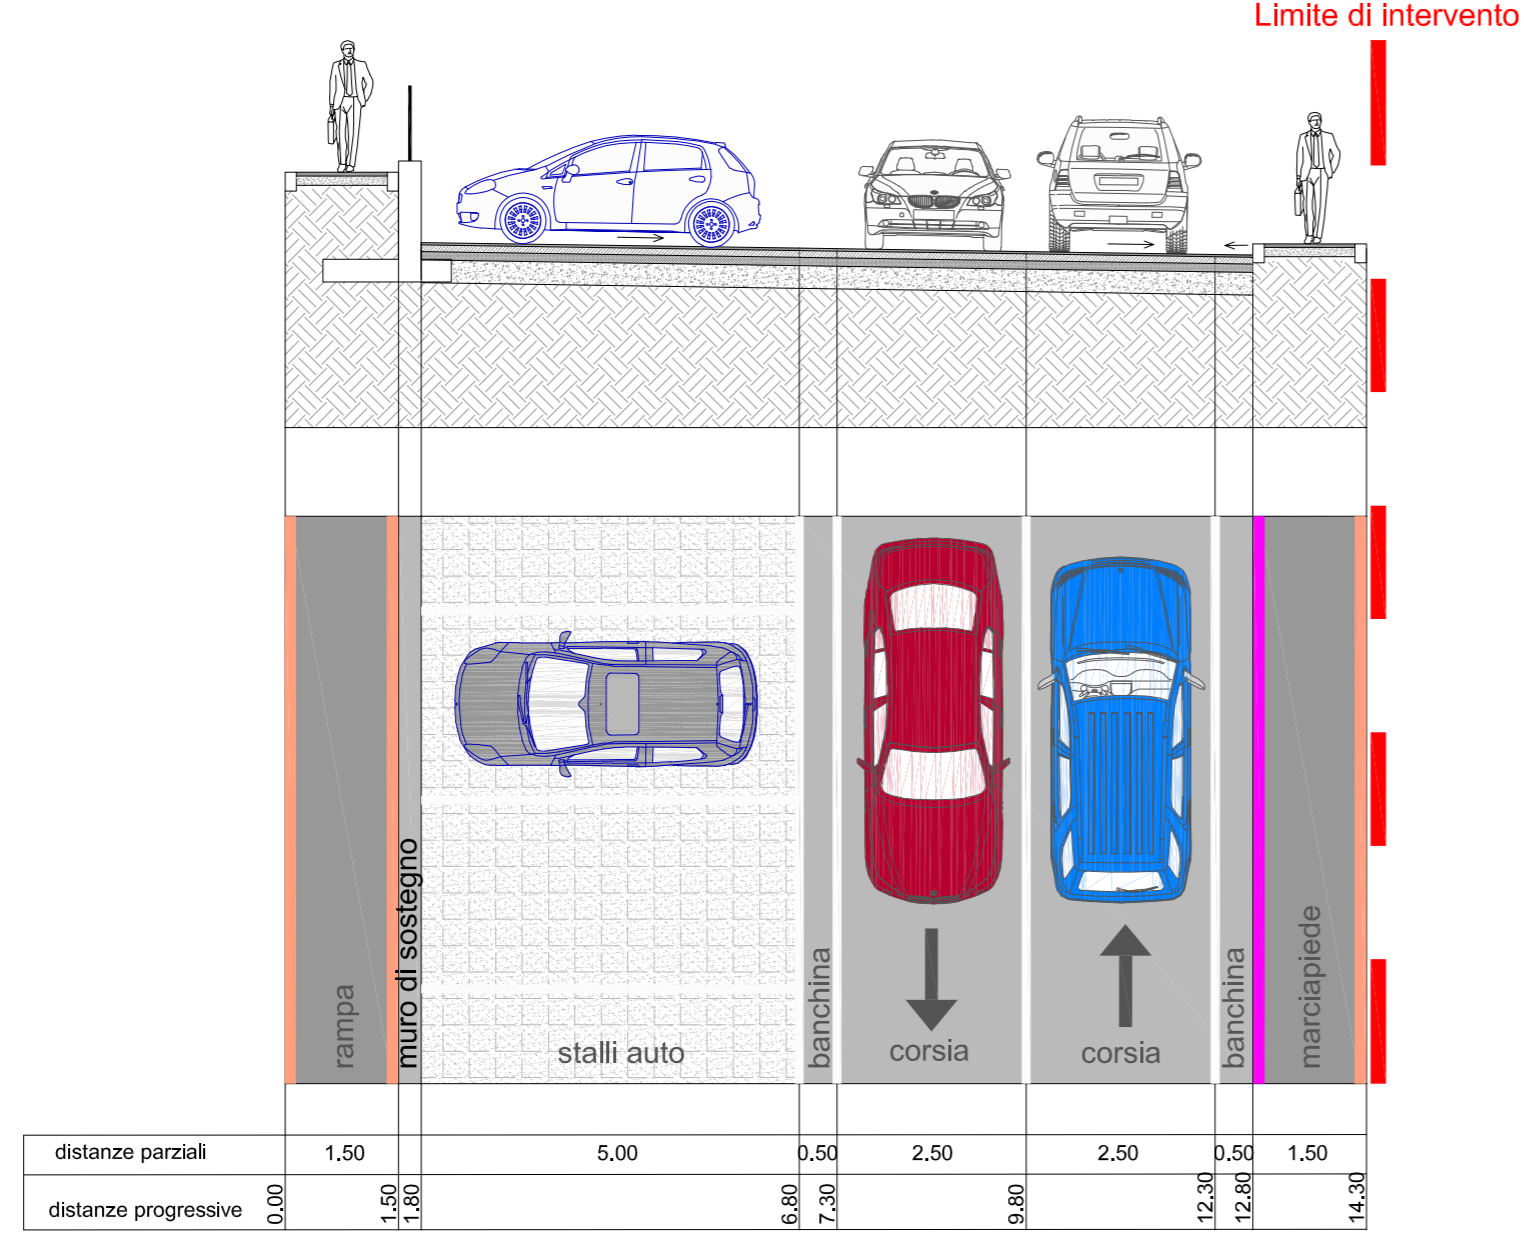 Limite di intervento
rampa
muro di sostegno
stalli auto
banchina
corsia
corsia
banchina
marciapiede
distanze parziali 1.50 5.00 0.50 2.50 2.50 0.50 1.50
distanze progressive 0.00 1.50 1.80 6.80 7.30 9.80 12.30 12.80 14.30